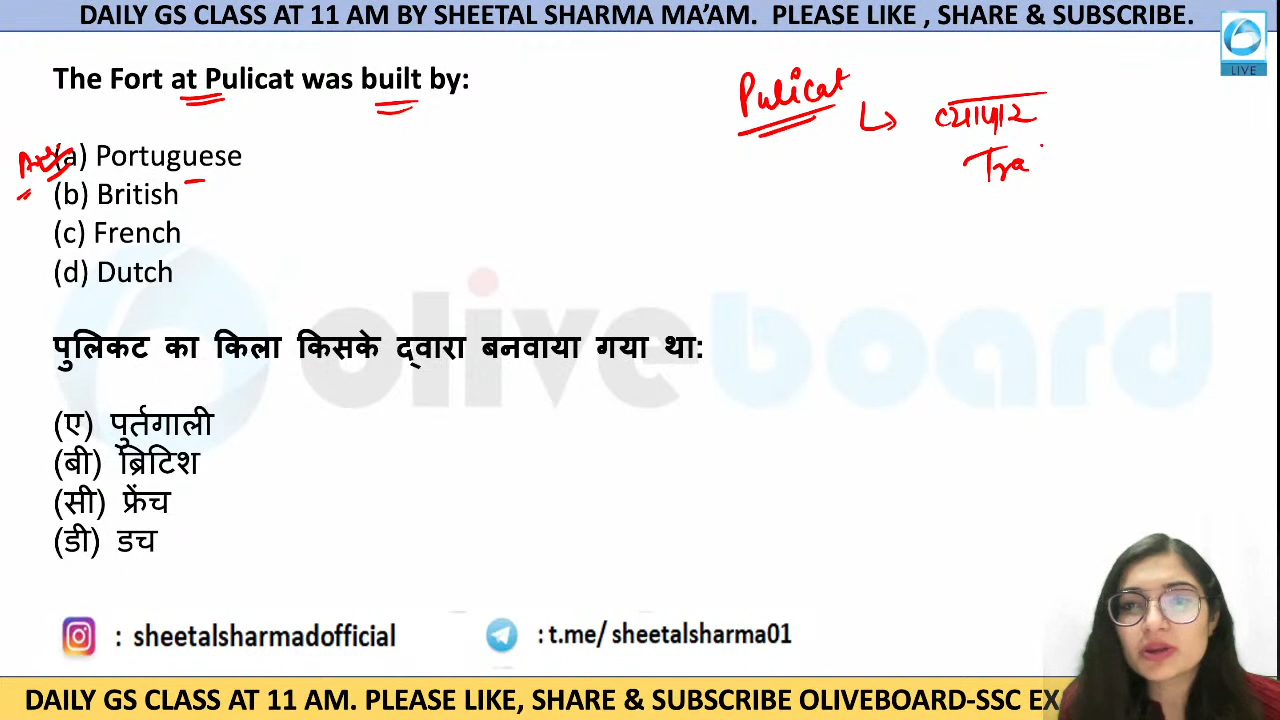 DAILY GS CLASS AT 11 AM BY SHEETAL SHARMA MA’AM.  PLEASE LIKE , SHARE & SUBSCRIBE.
LIVE
The Fort at Pulicat was built by:
Pulicat
व्यापार
Tra
(a) Portuguese
(b) British
(c) French
(d) Dutch
oliveboard
पुलिकट का किला किसके द्वारा बनवाया गया था:
(ए) पुर्तगाली
(बी) ब्रिटिश
(सी) फ्रेंच
(डी) डच
: sheetalsharmadofficial
: t.me/ sheetalsharma01
DAILY GS CLASS AT 11 AM. PLEASE LIKE, SHARE & SUBSCRIBE OLIVEBOARD-SSC EX